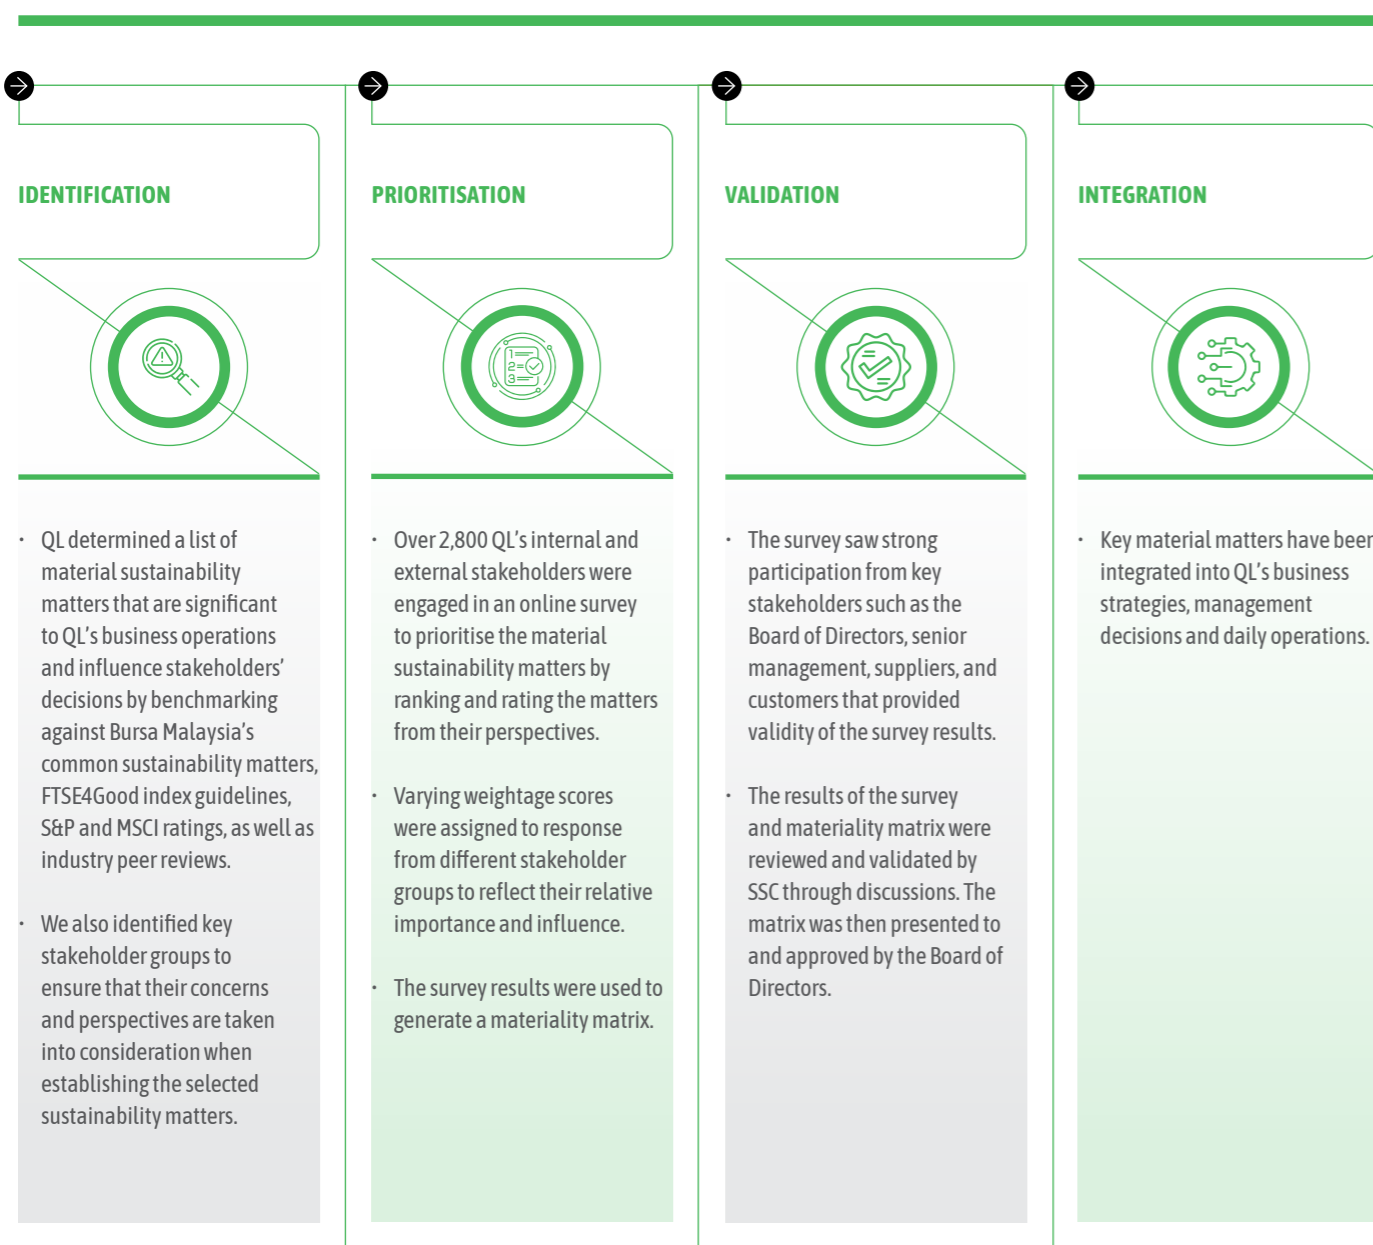 IDENTIFICATION
• QL determined a list of
material sustainability
matters that are significant
to QL’s business operations
and influence stakeholders’
decisions by benchmarking
against Bursa Malaysia’s
common sustainability matters,
FTSE4Good index guidelines,
S&P and MSCI ratings, as well as
industry peer reviews.
• We also identified key
stakeholder groups to
ensure that their concerns
and perspectives are taken
into consideration when
establishing the selected
sustainability matters.
PRIORITISATION
1
2
3
• Over 2,800 QL’s internal and
external stakeholders were
engaged in an online survey
to prioritise the material
sustainability matters by
ranking and rating the matters
from their perspectives.
• Varying weightage scores
were assigned to response
from different stakeholder
groups to reflect their relative
importance and influence.
• The survey results were used to
generate a materiality matrix.
VALIDATION
• The survey saw strong
participation from key
stakeholders such as the
Board of Directors, senior
management, suppliers, and
customers that provided
validity of the survey results.
• The results of the survey
and materiality matrix were
reviewed and validated by
SSC through discussions. The
matrix was then presented to
and approved by the Board of
Directors.
INTEGRATION
• Key material matters have been
integrated into QL’s business
strategies, management
decisions and daily operations.